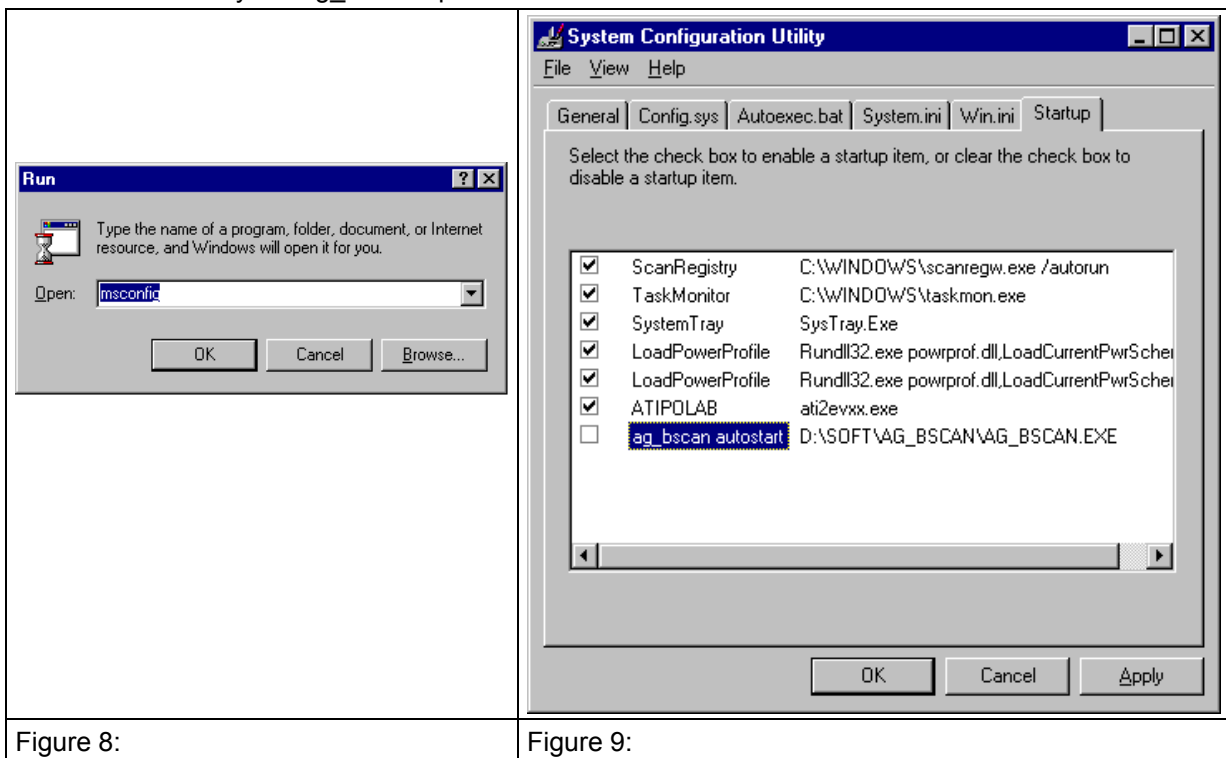 Run
Type the name of a program, folder, document, or Internet
resource, and Windows will open it for you.
Open: msconfig
OK Cancel Browse...
Figure 8:
System Configuration Utility
File View Help
General Config.sys Autoexec.bat System.ini Win.ini Startup
Select the check box to enable a startup item, or clear the check box to
disable a startup item.
ScanRegistry C:\WINDOWS\scanregw.exe /autorun
TaskMonitor C:\WINDOWS\taskmon.exe
SystemTray SysTray.Exe
LoadPowerProfile Rundll32.exe powrprof.dll,LoadCurrentPwrScher
LoadPowerProfile Rundll32.exe powrprof.dll,LoadCurrentPwrScher
ATIPOLAB ati2evxx.exe
ag_bscan autostart D:\SOFT\AG_BSCAN\AG_BSCAN.EXE
OK Cancel Apply
Figure 9: